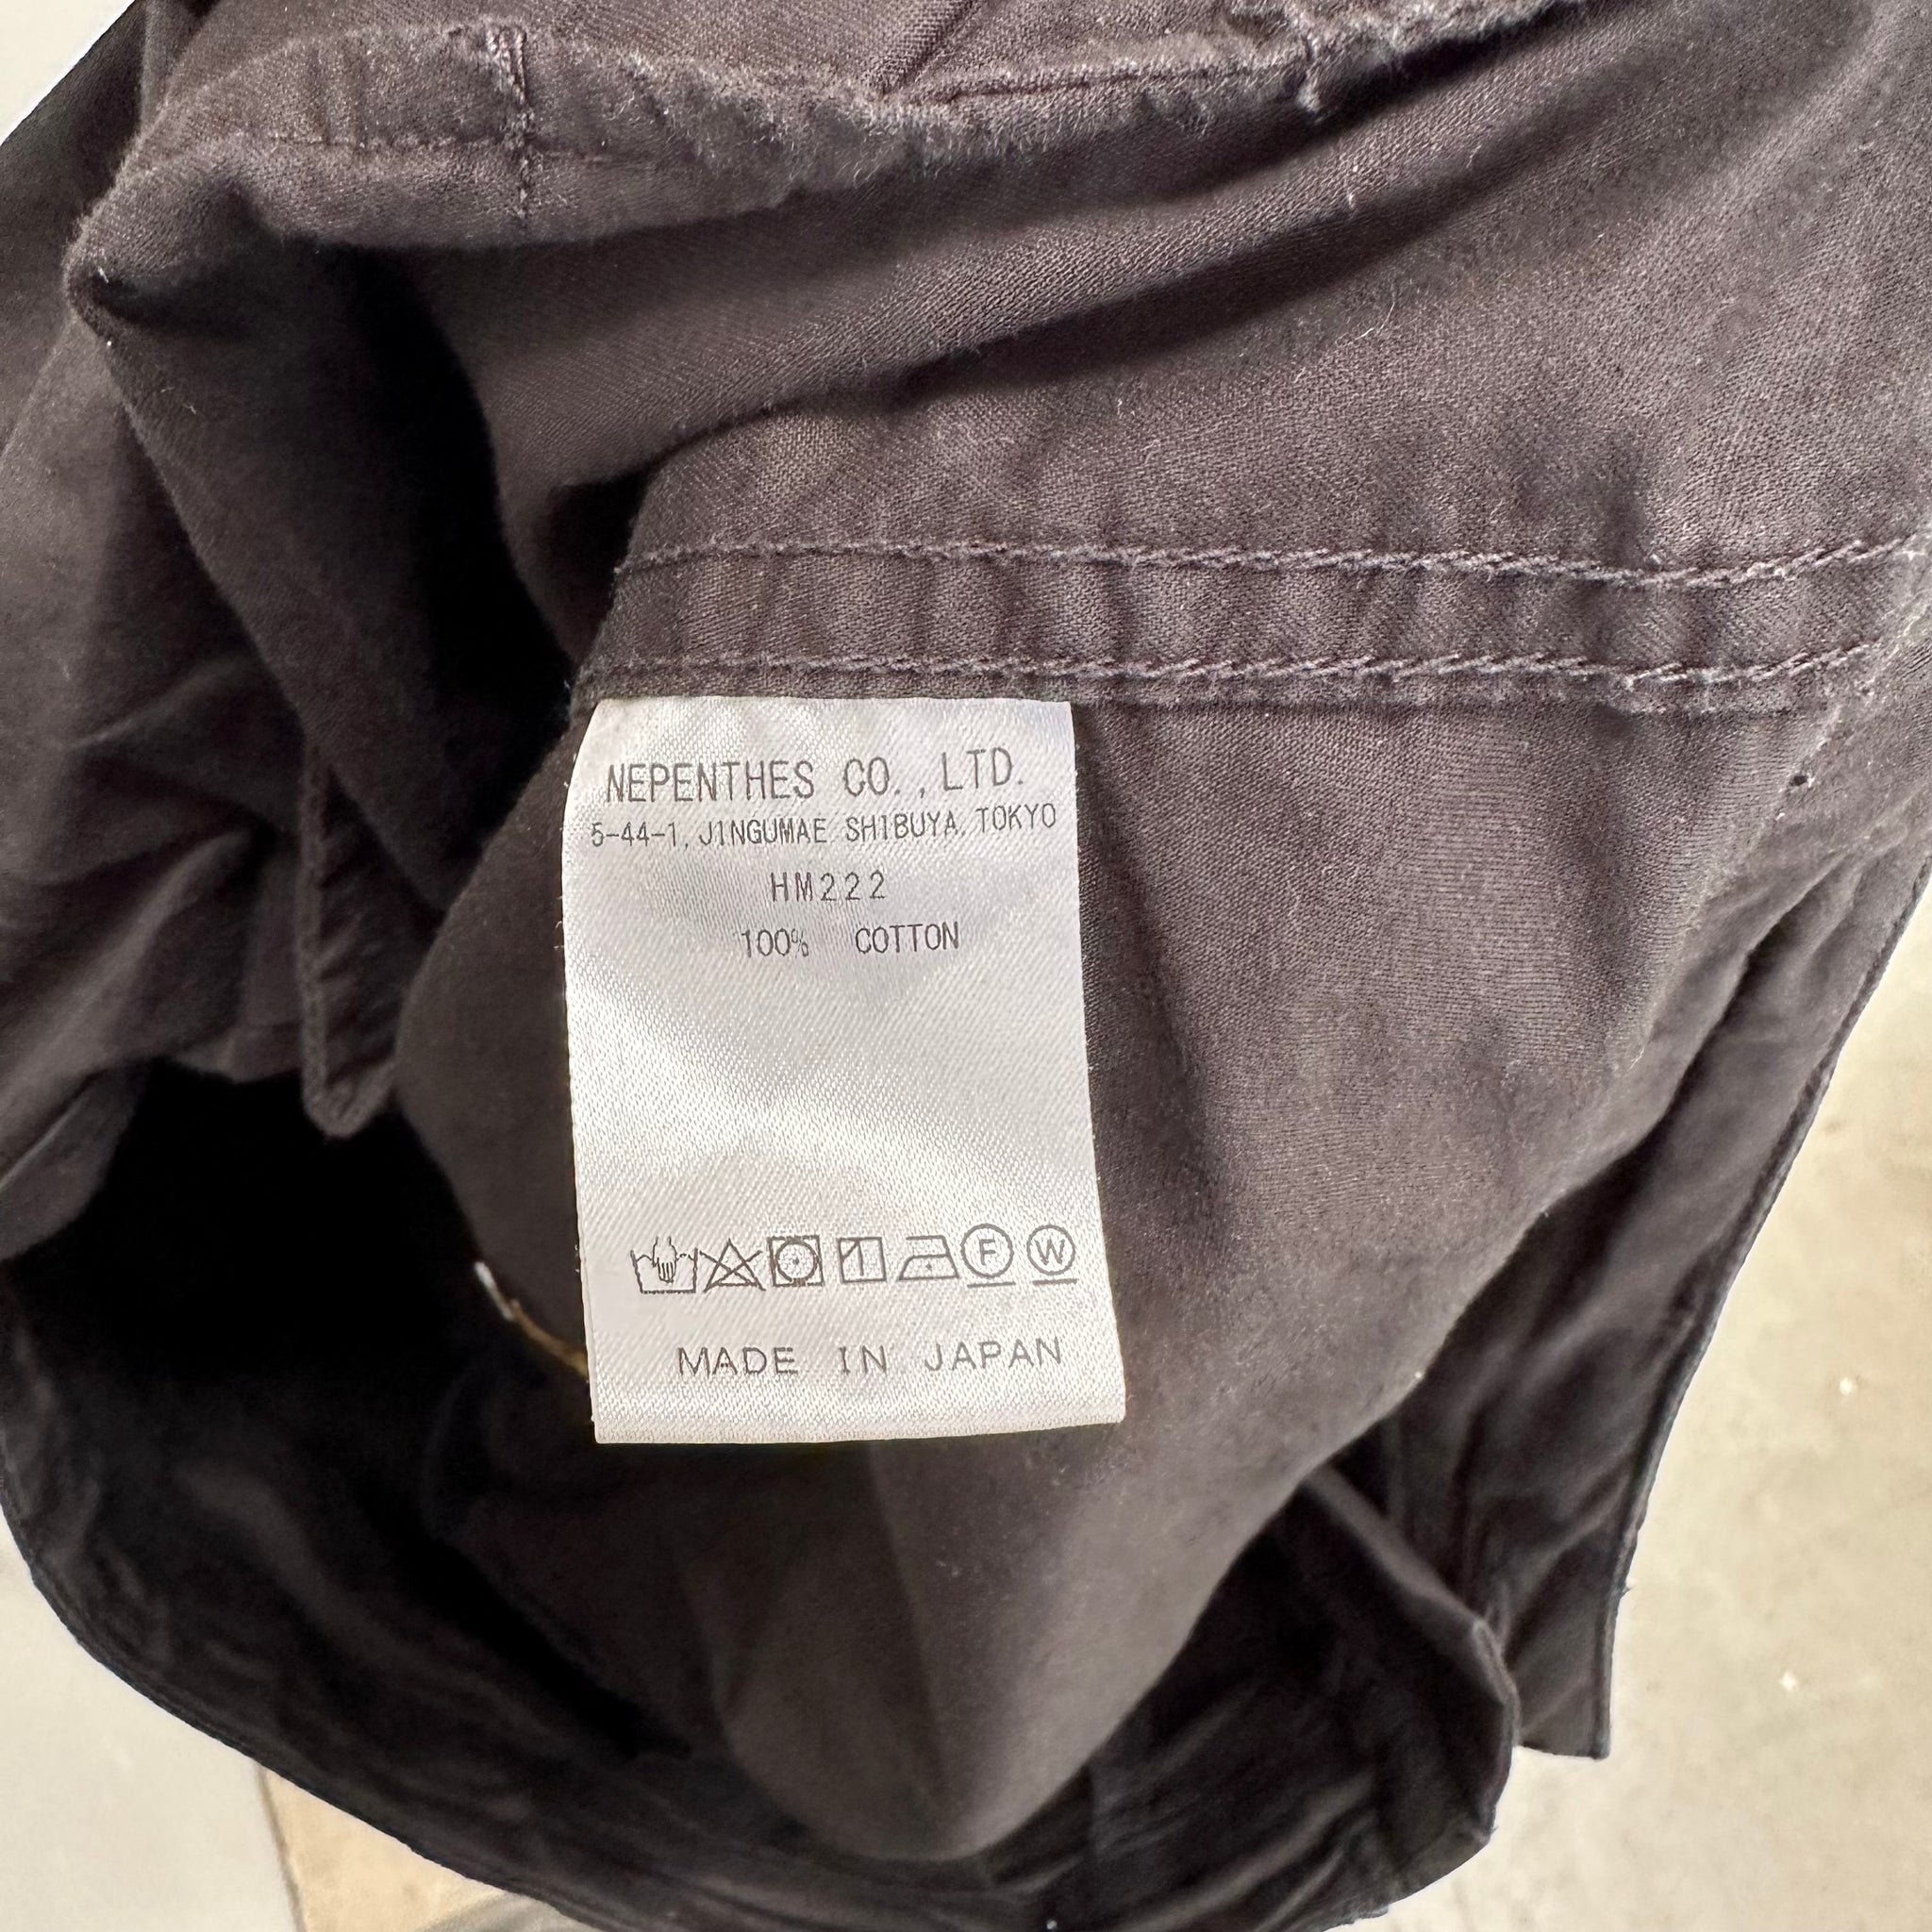 NEPENTHES CO.,LTD.
5-44-1, JINGUMAE SHIBUYA, TOKYO
HM222
100% COTTON
F W
MADE IN JAPAN